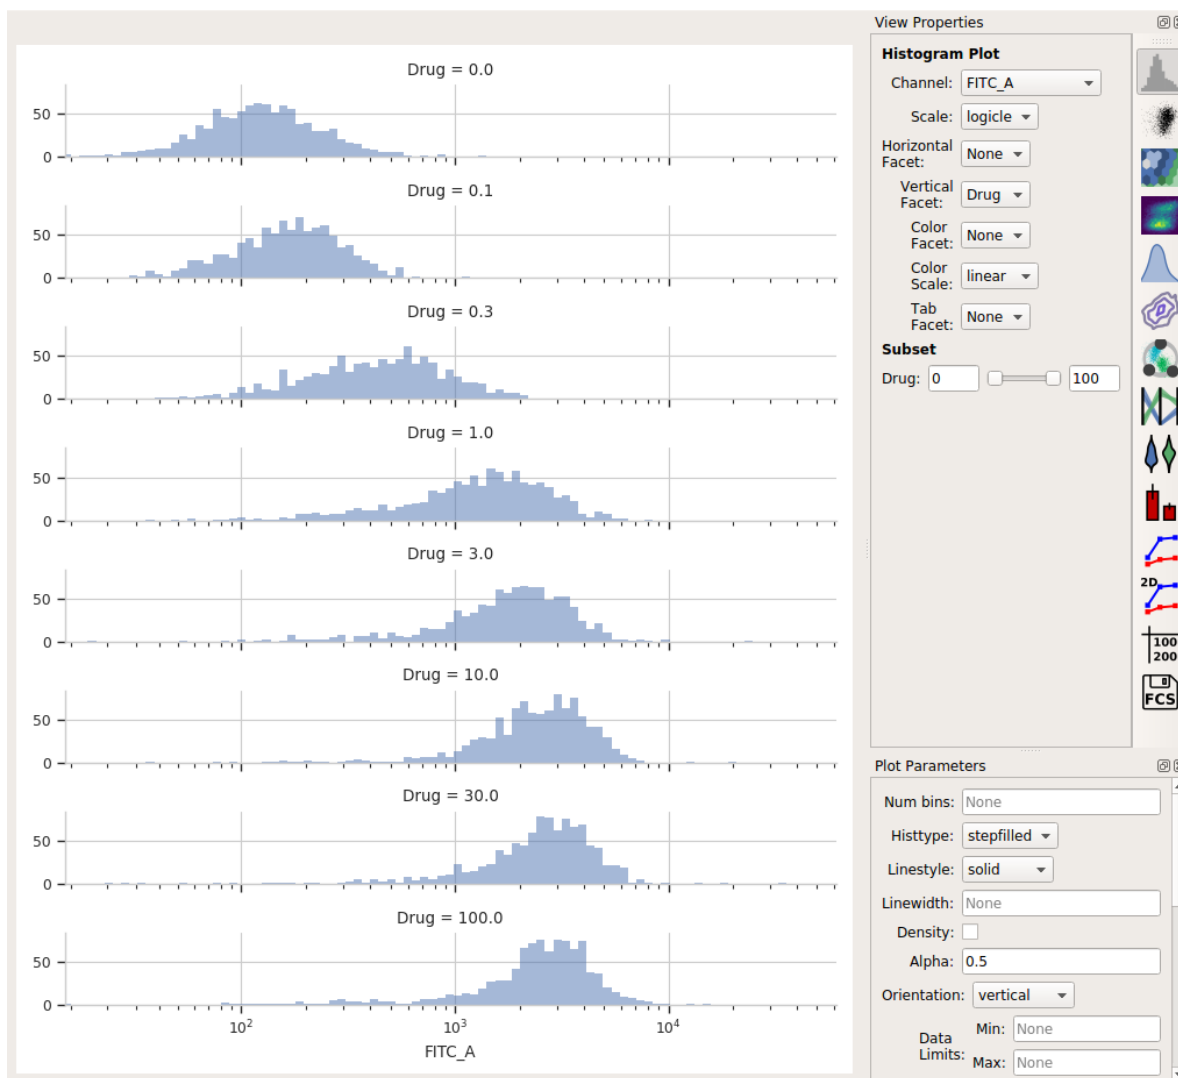 View Properties
Histogram Plot
Channel: FITC_A
Scale: logicle
Horizontal
Facet: None
Vertical
Facet: Drug
Color
Facet: None
Color
Scale: linear
Tab
Facet: None
Subset
Drug: 0 100
2D
100
200
FCS
Plot Parameters
Num bins: None
Histtype: stepfilled
Linestyle: solid
Linewidth: None
Density:
Alpha: 0.5
Orientation: vertical
Data
Limits:
Min: None
Max: None
Drug = 0.0
50
0
Drug = 0.1
50
0
Drug = 0.3
50
0
Drug = 1.0
50
0
Drug = 3.0
50
0
Drug = 10.0
50
0
Drug = 30.0
50
0
Drug = 100.0
50
0
10² 10³ 10⁴
FITC_A